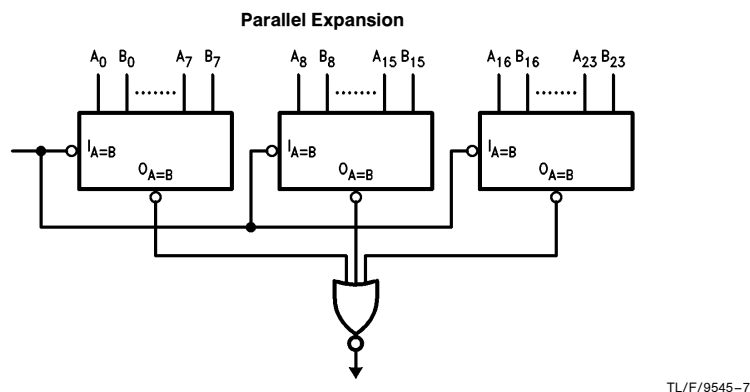 Parallel Expansion
A0 B0 ....... A7 B7 A8 B8 ....... A15 B15 A16 B16 ....... A23 B23
IA=B IA=B IA=B
OA=B OA=B OA=B
TL/F/9545–7